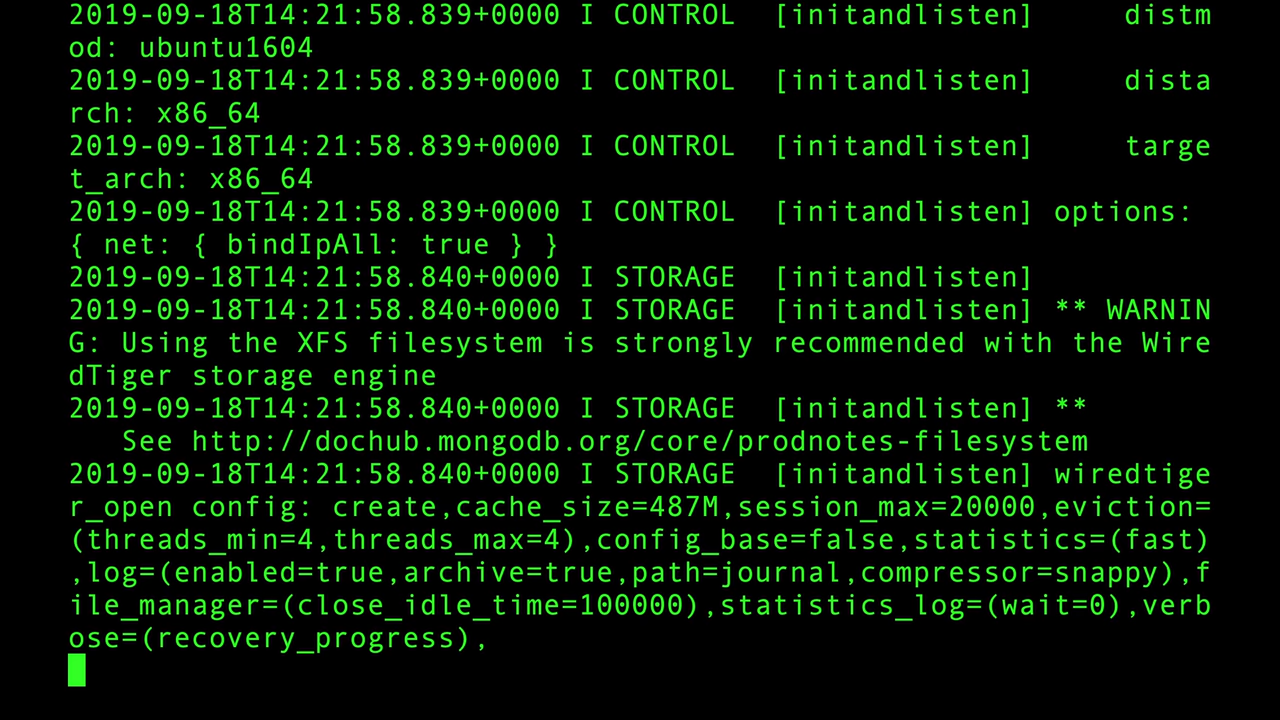 2019-09-18T14:21:58.839+0000 I CONTROL  [initandlisten]     distm
od: ubuntu1604
2019-09-18T14:21:58.839+0000 I CONTROL  [initandlisten]     dista
rch: x86_64
2019-09-18T14:21:58.839+0000 I CONTROL  [initandlisten]     targe
t_arch: x86_64
2019-09-18T14:21:58.839+0000 I CONTROL  [initandlisten] options:
{ net: { bindIpAll: true } }
2019-09-18T14:21:58.840+0000 I STORAGE  [initandlisten]
2019-09-18T14:21:58.840+0000 I STORAGE  [initandlisten] ** WARNIN
G: Using the XFS filesystem is strongly recommended with the Wire
dTiger storage engine
2019-09-18T14:21:58.840+0000 I STORAGE  [initandlisten] **
   See http://dochub.mongodb.org/core/prodnotes-filesystem
2019-09-18T14:21:58.840+0000 I STORAGE  [initandlisten] wiredtige
r_open config: create,cache_size=487M,session_max=20000,eviction=
(threads_min=4,threads_max=4),config_base=false,statistics=(fast)
,log=(enabled=true,archive=true,path=journal,compressor=snappy),f
ile_manager=(close_idle_time=100000),statistics_log=(wait=0),verb
ose=(recovery_progress),